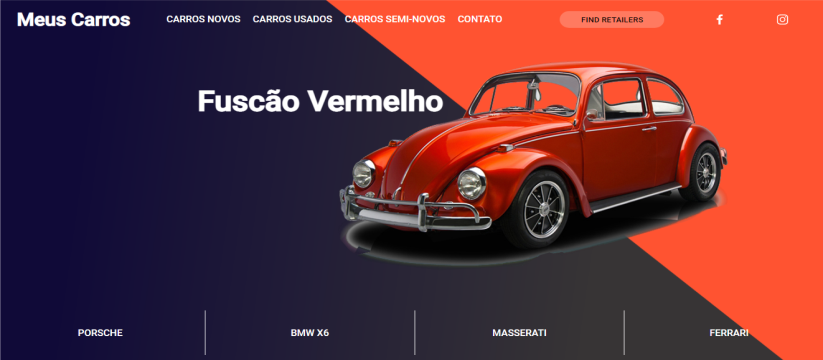 Meus Carros CARROS NOVOS CARROS USADOS CARROS SEMI-NOVOS CONTATO FIND RETAILERS
Fuscão Vermelho
PORSCHE BMW X6 MASSERATI FERRARI